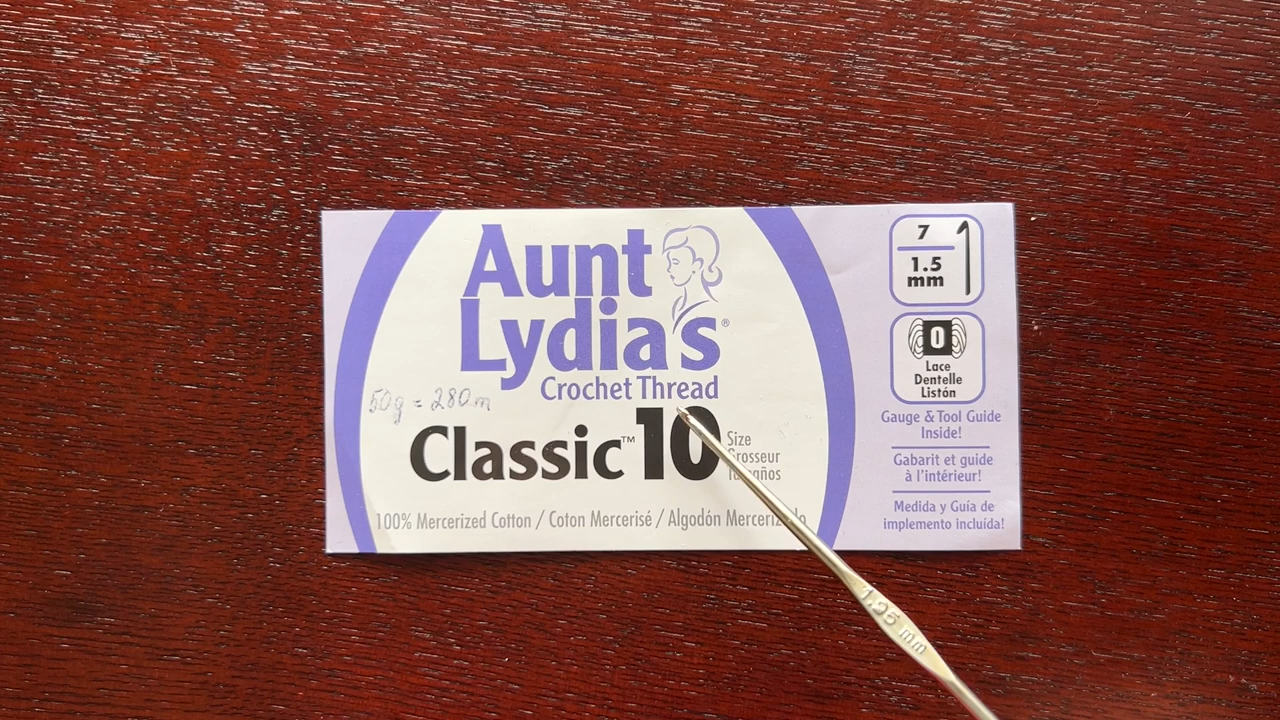 Aunt
Lydia's®
Crochet Thread
50g = 280m
Classic™ 10
Size
Grosseur
100% Mercerized Cotton / Coton Mercerisé / Algodón Mercerizado
7
1.5
mm
0
Lace
Dentelle
Listón
Gauge & Tool Guide
Inside!
Gabarit et guide
à l'intérieur!
Medida y Guía de
implemento incluída!
1.25 mm